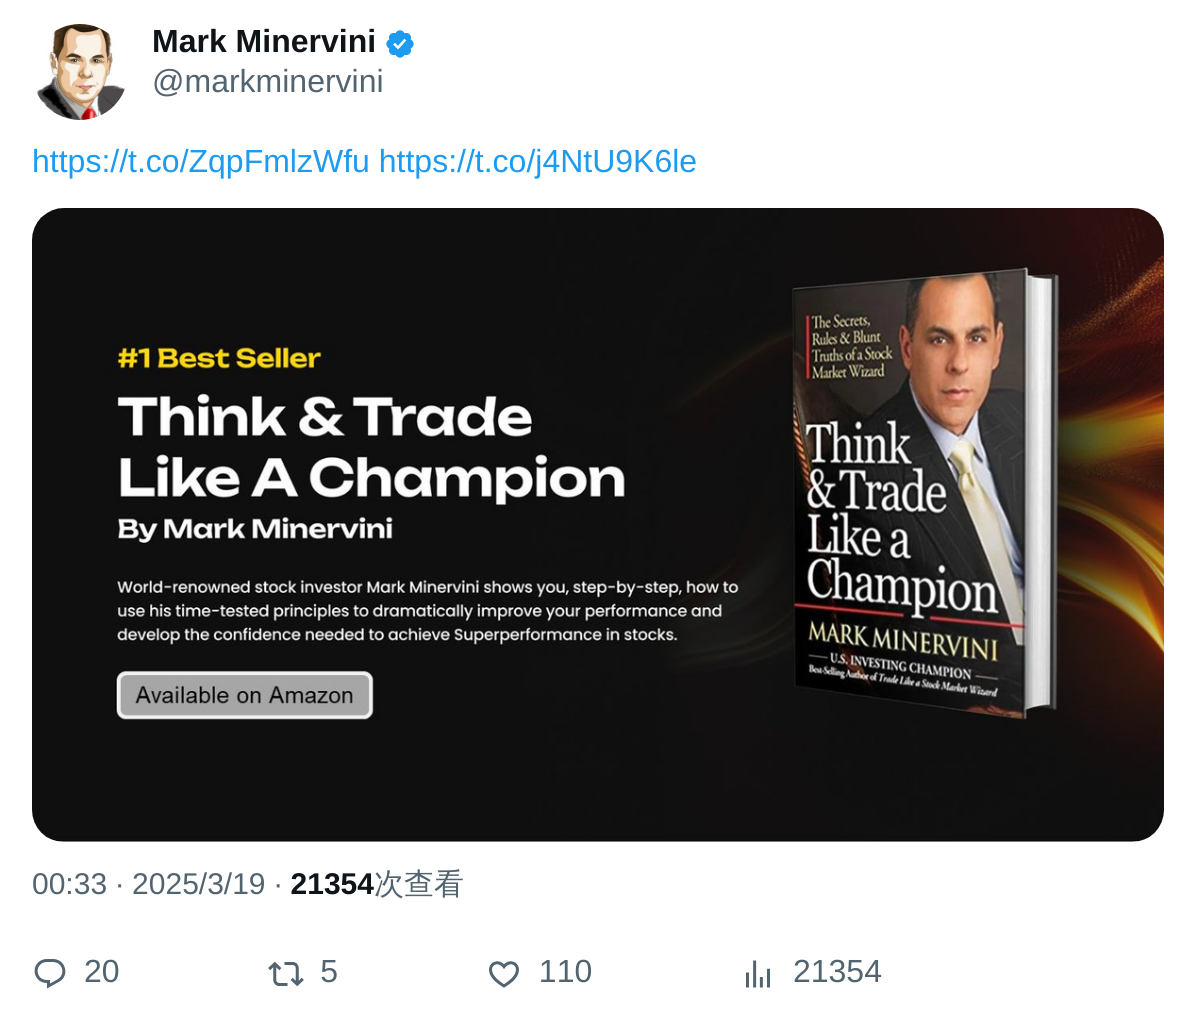 Mark Minervini
@markminervini
https://t.co/ZqpFmlzWfu https://t.co/j4NtU9K6le
#1 Best Seller
Think & Trade
Like A Champion
By Mark Minervini
World-renowned stock investor Mark Minervini shows you, step-by-step, how to
use his time-tested principles to dramatically improve your performance and
develop the confidence needed to achieve Superperformance in stocks.
Available on Amazon
The Secrets,
Rules & Blunt
Truths of a Stock
Market Wizard
Think
& Trade
Like a
Champion
MARK MINERVINI
U.S. INVESTING CHAMPION
Best-Selling Author of Trade Like a Stock Market Wizard
00:33 · 2025/3/19 · 21354次查看
20 5 110 21354